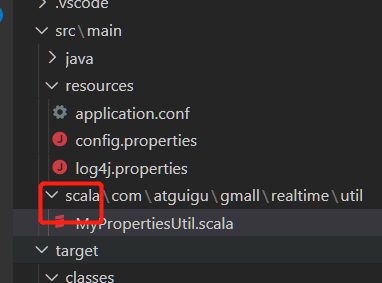 .vscode
src\main
java
resources
application.conf
config.properties
log4j.properties
scala\com\atguigu\gmall\realtime\util
MyPropertiesUtil.scala
target
classes